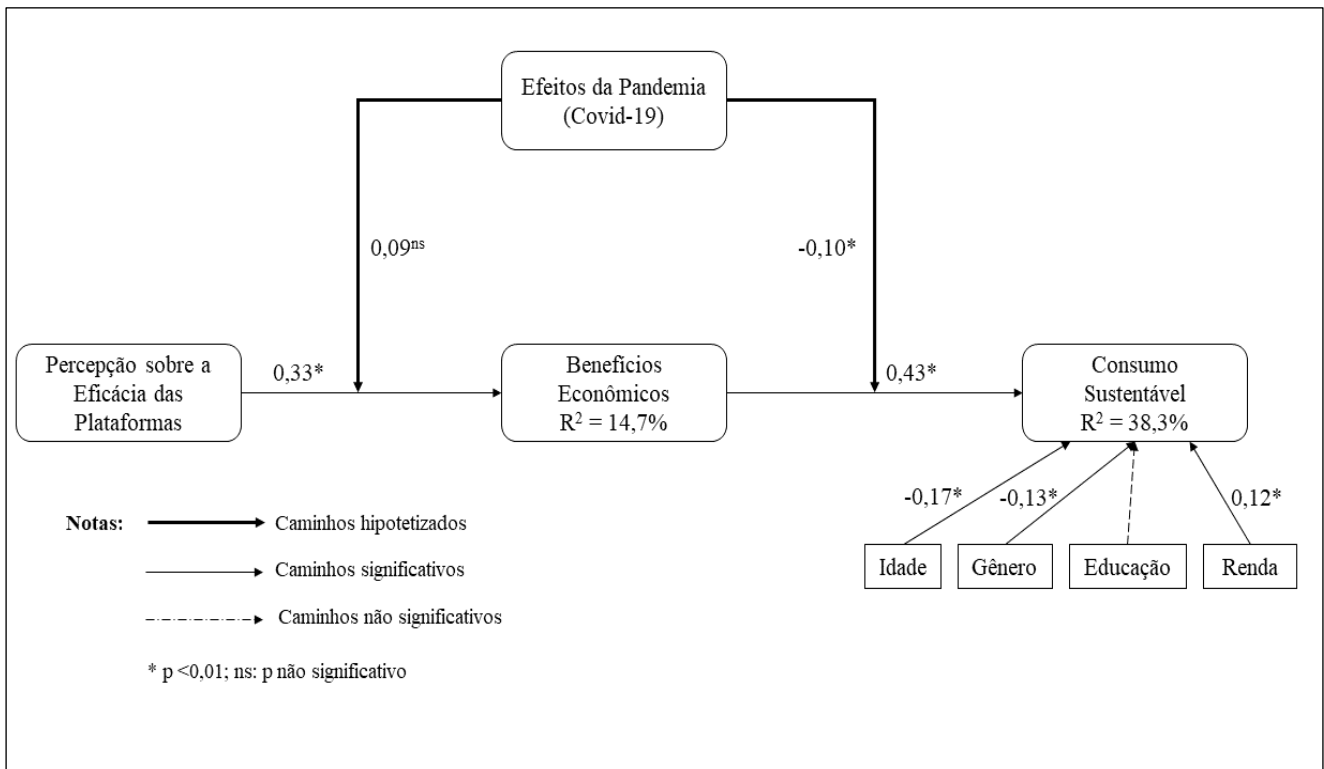 Efeitos da Pandemia
(Covid-19)
0,09ns
-0,10*
Percepção sobre a
Eficácia das
Plataformas
0,33*
Benefícios
Econômicos
R2 = 14,7%
0,43*
Consumo
Sustentável
R2 = 38,3%
-0,17*
-0,13*
0,12*
Idade
Gênero
Educação
Renda
Notas:
Caminhos hipotetizados
Caminhos significativos
Caminhos não significativos
* p <0,01; ns: p não significativo